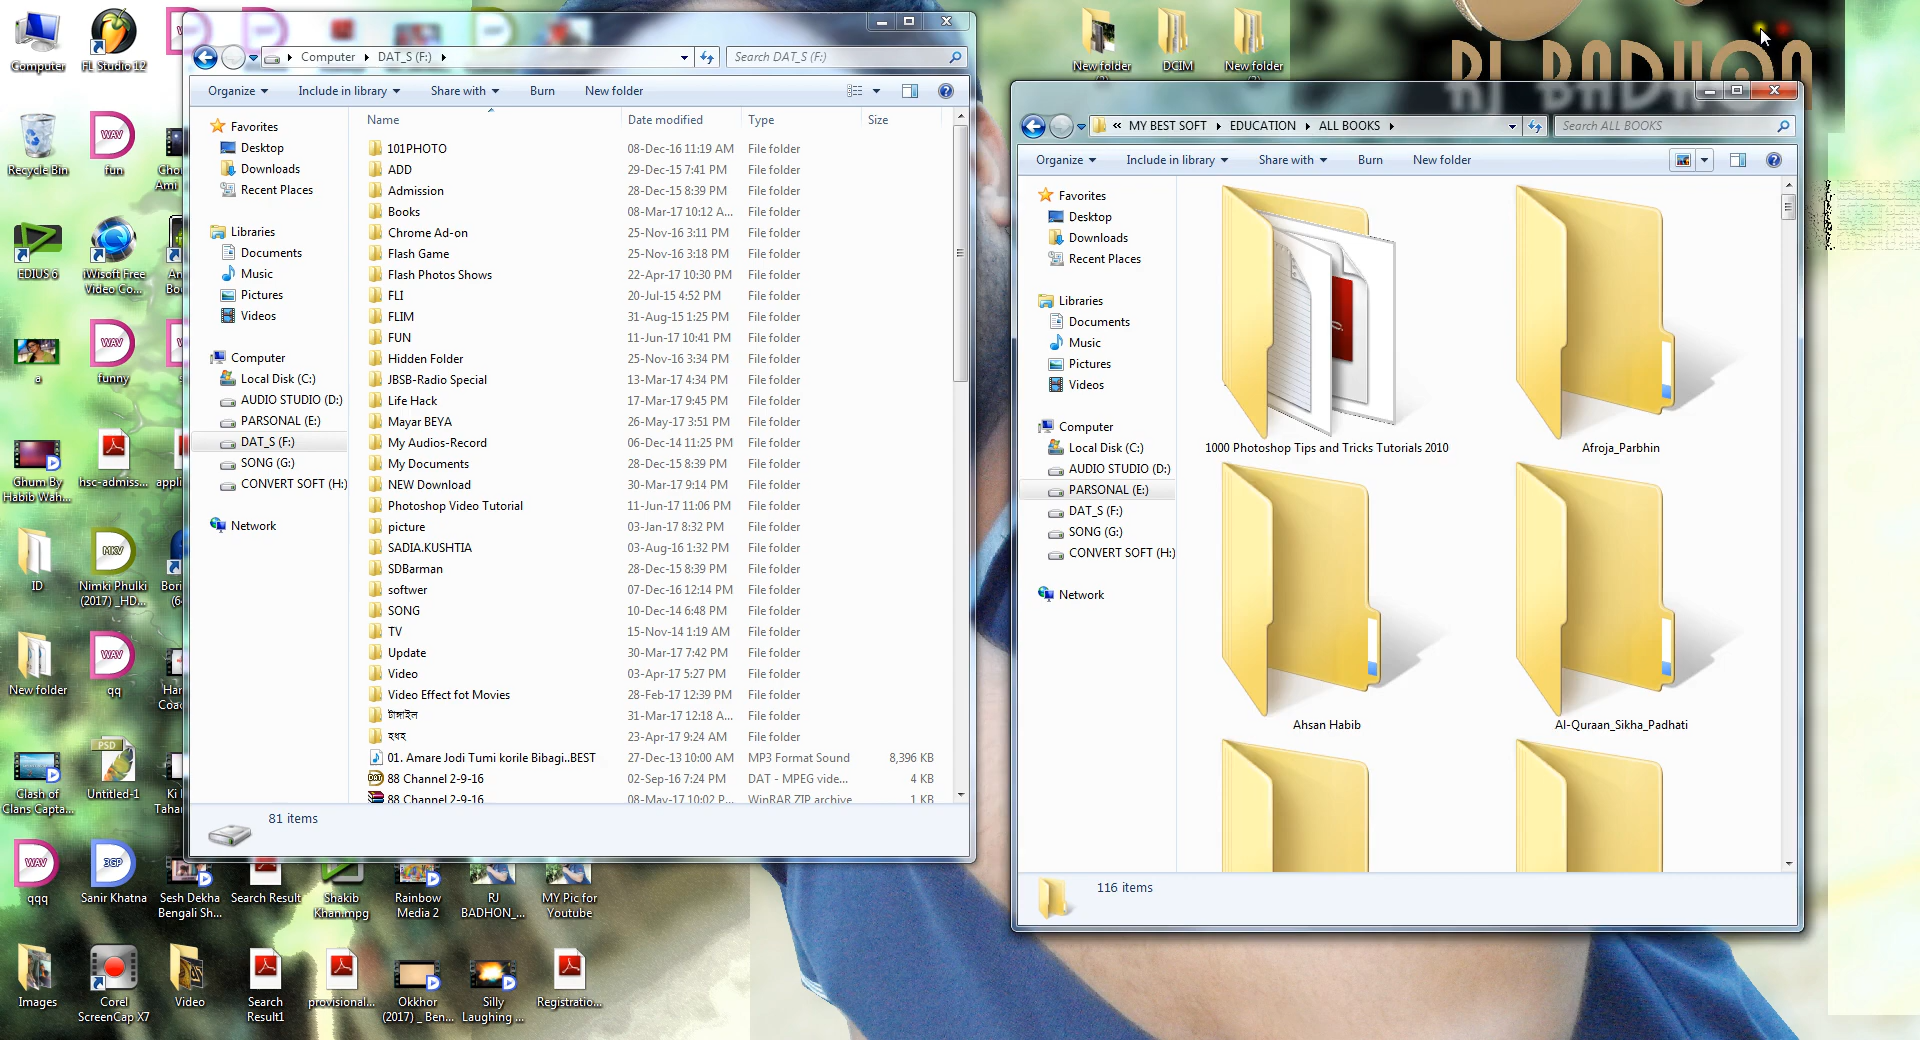 Computer
FL Studio 12
Recycle Bin
WAV
fun
EDIUS 6
iWisoft Free
Video Co...
a
WAV
funny
Ghum By
Habib Wah...
hsc-admiss...
ID
MKV
Nimki Phulki
(2017) _HD...
New folder
WAV
qq
Clash of
Clans Capta...
PSD
Untitled-1
WAV
qqq
3GP
Sanir Khatna
Sesh Dekha
Bengali Sh...
Search Result
Shakib
Khan.mpg
Rainbow
Media 2
RJ
BADHON_...
MY Pic for
Youtube
Images
Corel
ScreenCap X7
Video
Search
Result1
provisional...
Okkhor
(2017) _ Ben...
Silly
Laughing ...
Registratio...
New folder
DCIM
New folder
RJ BADHON
Computer
DAT_S (F:)
Search DAT_S (F:)
Organize
Include in library
Share with
Burn
New folder
Favorites
Desktop
Downloads
Recent Places
Libraries
Documents
Music
Pictures
Videos
Computer
Local Disk (C:)
AUDIO STUDIO (D:)
PARSONAL (E:)
DAT_S (F:)
SONG (G:)
CONVERT SOFT (H:)
Network
Name Date modified Type Size
101PHOTO 08-Dec-16 11:19 AM File folder
ADD 29-Dec-15 7:41 PM File folder
Admission 28-Dec-15 8:39 PM File folder
Books 08-Mar-17 10:12 A... File folder
Chrome Ad-on 25-Nov-16 3:11 PM File folder
Flash Game 25-Nov-16 3:18 PM File folder
Flash Photos Shows 22-Apr-17 10:30 PM File folder
FLI 20-Jul-15 4:52 PM File folder
FLIM 31-Aug-15 1:25 PM File folder
FUN 11-Jun-17 10:41 PM File folder
Hidden Folder 25-Nov-16 3:34 PM File folder
JBSB-Radio Special 13-Mar-17 4:34 PM File folder
Life Hack 17-Mar-17 9:45 PM File folder
Mayar BEYA 26-May-17 3:51 PM File folder
My Audios-Record 06-Dec-14 11:25 PM File folder
My Documents 28-Dec-15 8:39 PM File folder
NEW Download 30-Mar-17 9:14 PM File folder
Photoshop Video Tutorial 11-Jun-17 11:06 PM File folder
picture 03-Jan-17 8:32 PM File folder
SADIA.KUSHTIA 03-Aug-16 1:32 PM File folder
SDBarman 28-Dec-15 8:39 PM File folder
softwer 07-Dec-16 12:14 PM File folder
SONG 10-Dec-14 6:48 PM File folder
TV 15-Nov-14 1:19 AM File folder
Update 30-Mar-17 7:42 PM File folder
Video 03-Apr-17 5:27 PM File folder
Video Effect fot Movies 28-Feb-17 12:39 PM File folder
টাঙ্গাইল 31-Mar-17 12:18 A... File folder
হৃহ 23-Apr-17 9:24 AM File folder
01. Amare Jodi Tumi korile Bibagi..BEST 27-Dec-13 10:00 AM MP3 Format Sound 8,396 KB
88 Channel 2-9-16 02-Sep-16 7:24 PM DAT - MPEG vide... 4 KB
88 Channel 2-9-16 08-May-17 10:02 P... WinRAR ZIP archive 1 KB
81 items
MY BEST SOFT
EDUCATION
ALL BOOKS
Search ALL BOOKS
Organize
Include in library
Share with
Burn
New folder
Favorites
Desktop
Downloads
Recent Places
Libraries
Documents
Music
Pictures
Videos
Computer
Local Disk (C:)
AUDIO STUDIO (D:)
PARSONAL (E:)
DAT_S (F:)
SONG (G:)
CONVERT SOFT (H:)
Network
1000 Photoshop Tips and Tricks Tutorials 2010
Afroja_Parbhin
Ahsan Habib
Al-Quraan_Sikha_Padhati
116 items